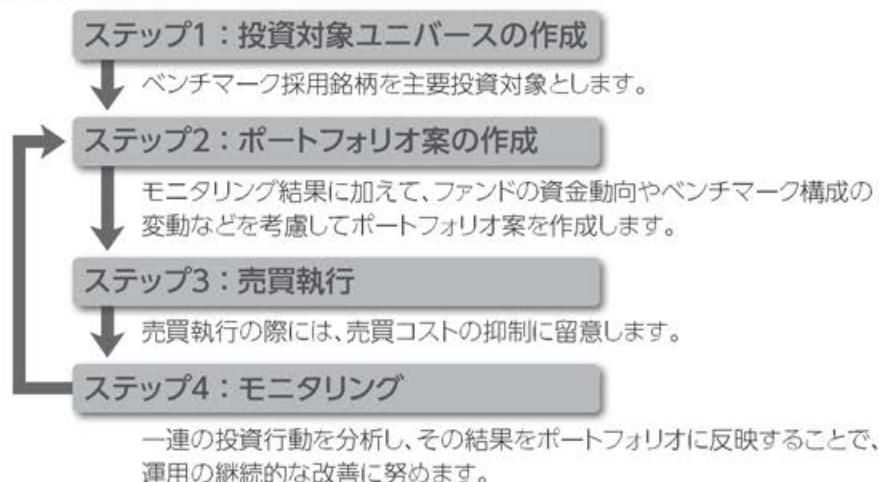 ステップ1：投資対象ユニバースの作成
ベンチマーク採用銘柄を主要投資対象とします。
ステップ2：ポートフォリオ案の作成
モニタリング結果に加えて、ファンドの資金動向やベンチマーク構成の
変動などを考慮してポートフォリオ案を作成します。
ステップ3：売買執行
売買執行の際には、売買コストの抑制に留意します。
ステップ4：モニタリング
一連の投資行動を分析し、その結果をポートフォリオに反映することで、
運用の継続的な改善に努めます。